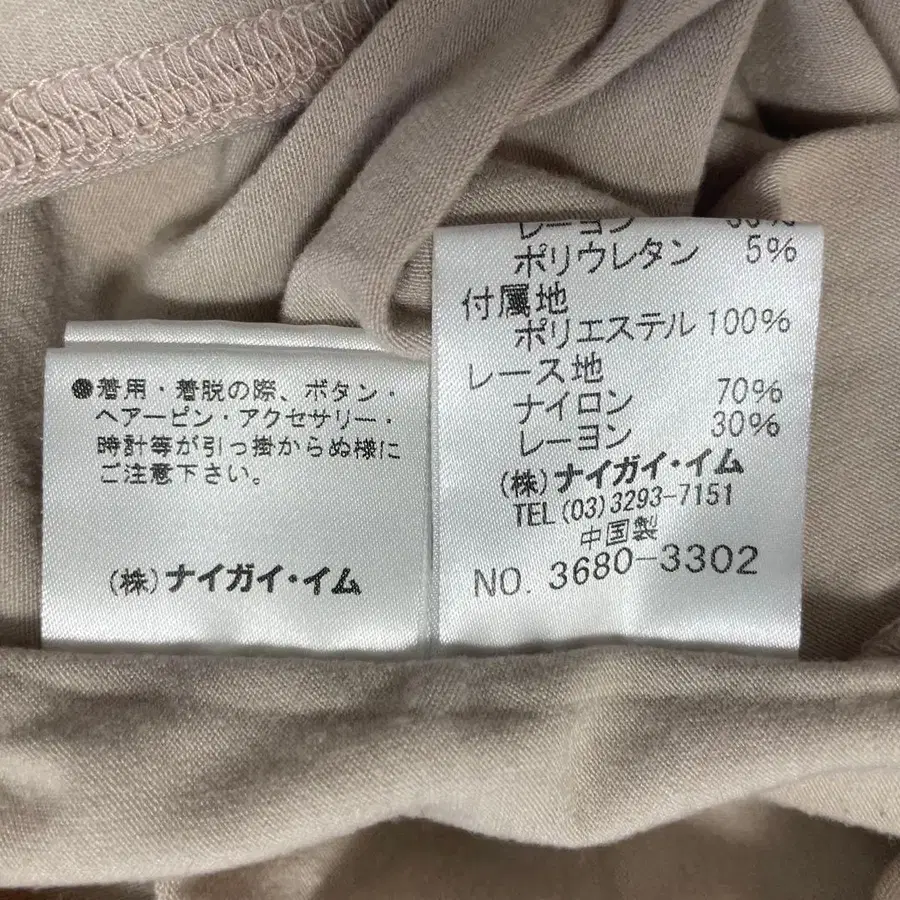 ●着用・着脱の際、ボタン・
ヘアーピン・アクセサリー・
時計等が引っ掛からぬ様に
ご注意下さい。
(株)ナイガイ・イム
レーヨン
ポリウレタン 5%
付属地
ポリエステル 100%
レース地
ナイロン 70%
レーヨン 30%
(株)ナイガイ・イム
TEL (03)3293-7151
中国製
NO. 3680-3302